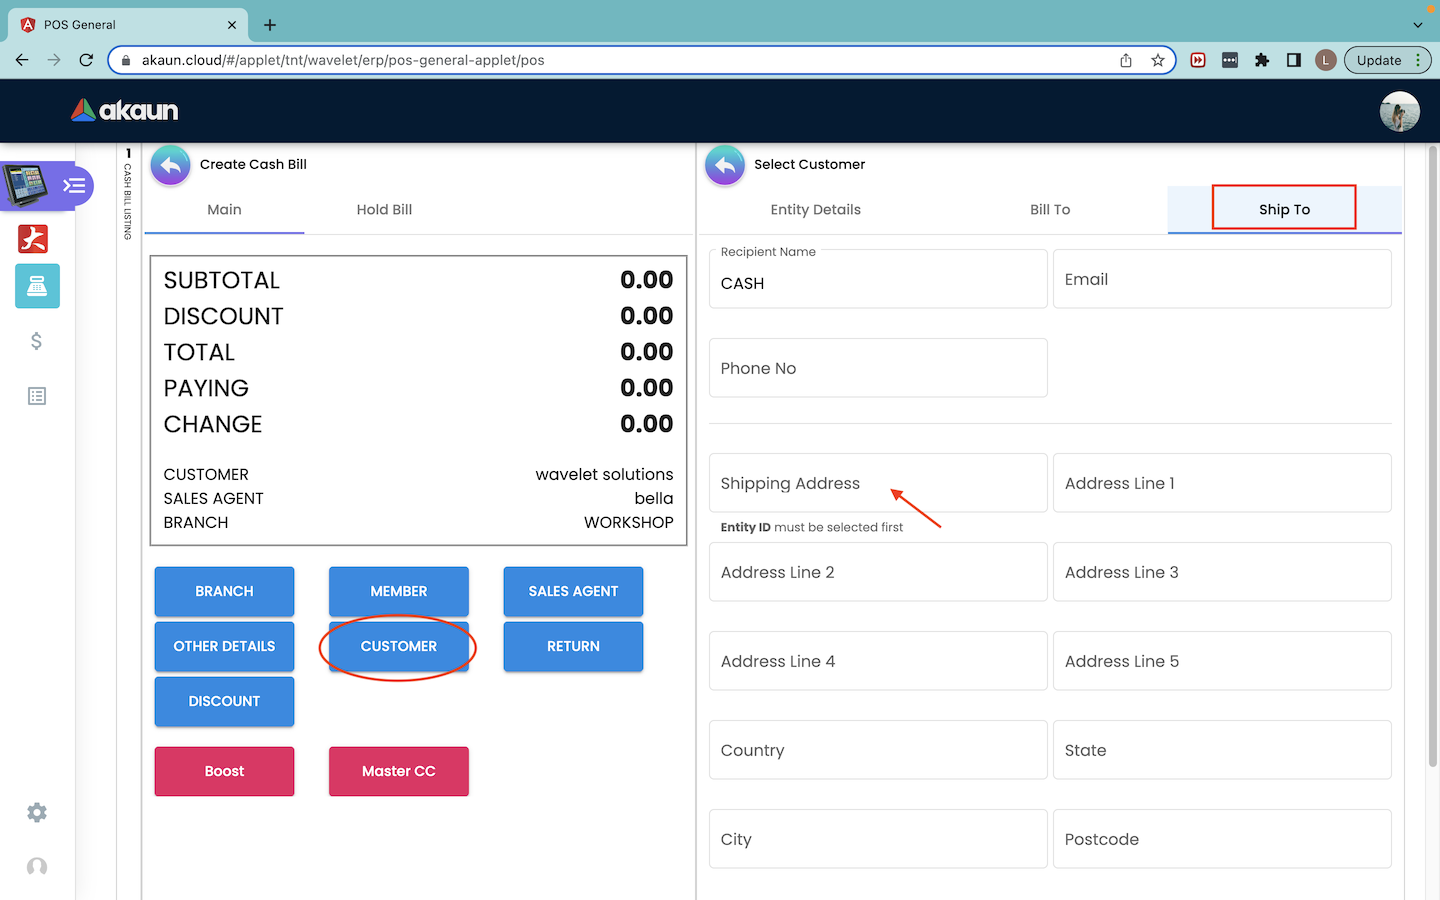 POS General
akaun.cloud/#/applet/tnt/wavelet/erp/pos-general-applet/pos
L
Update
akaun
1 CASH BILL LISTING
Create Cash Bill
Main
Hold Bill
SUBTOTAL 0.00
DISCOUNT 0.00
TOTAL 0.00
PAYING 0.00
CHANGE 0.00
CUSTOMER wavelet solutions
SALES AGENT bella
BRANCH WORKSHOP
BRANCH
MEMBER
SALES AGENT
OTHER DETAILS
CUSTOMER
RETURN
DISCOUNT
Boost
Master CC
Select Customer
Entity Details
Bill To
Ship To
Recipient Name
CASH
Email
Phone No
Shipping Address
Address Line 1
Entity ID must be selected first
Address Line 2
Address Line 3
Address Line 4
Address Line 5
Country
State
City
Postcode